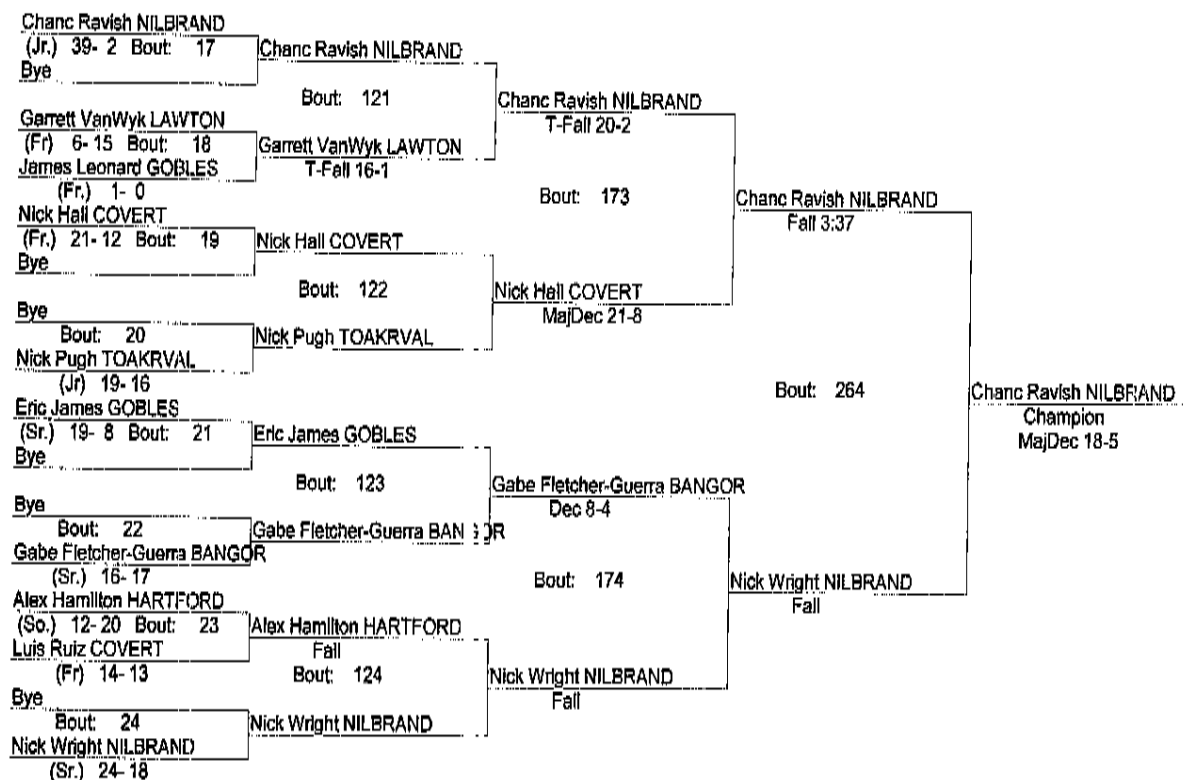 Chanc Ravish NILBRAND
(Jr.) 39- 2 Bout: 17
Bye
Chanc Ravish NILBRAND
Bout: 121
Garrett VanWyk LAWTON
(Fr) 6- 15 Bout: 18
James Leonard GOBLES
(Fr.) 1- 0
Garrett VanWyk LAWTON
T-Fall 16-1
Chanc Ravish NILBRAND
T-Fall 20-2
Bout: 173
Nick Hall COVERT
(Fr.) 21- 12 Bout: 19
Bye
Nick Hall COVERT
Bout: 122
Bye
Bout: 20
Nick Pugh TOAKRVAL
(Jr) 19- 16
Nick Pugh TOAKRVAL
Nick Hall COVERT
MajDec 21-8
Chanc Ravish NILBRAND
Fall 3:37
Bout: 264
Eric James GOBLES
(Sr.) 19- 8 Bout: 21
Bye
Eric James GOBLES
Bout: 123
Bye
Bout: 22
Gabe Fletcher-Guerra BANGOR
(Sr.) 16- 17
Gabe Fletcher-Guerra BANGOR
Gabe Fletcher-Guerra BANGOR
Dec 8-4
Bout: 174
Alex Hamilton HARTFORD
(So.) 12- 20 Bout: 23
Luis Ruiz COVERT
(Fr) 14- 13
Alex Hamilton HARTFORD
Fall
Bout: 124
Bye
Bout: 24
Nick Wright NILBRAND
(Sr.) 24- 18
Nick Wright NILBRAND
Nick Wright NILBRAND
Fall
Nick Wright NILBRAND
Fall
Chanc Ravish NILBRAND
Champion
MajDec 18-5